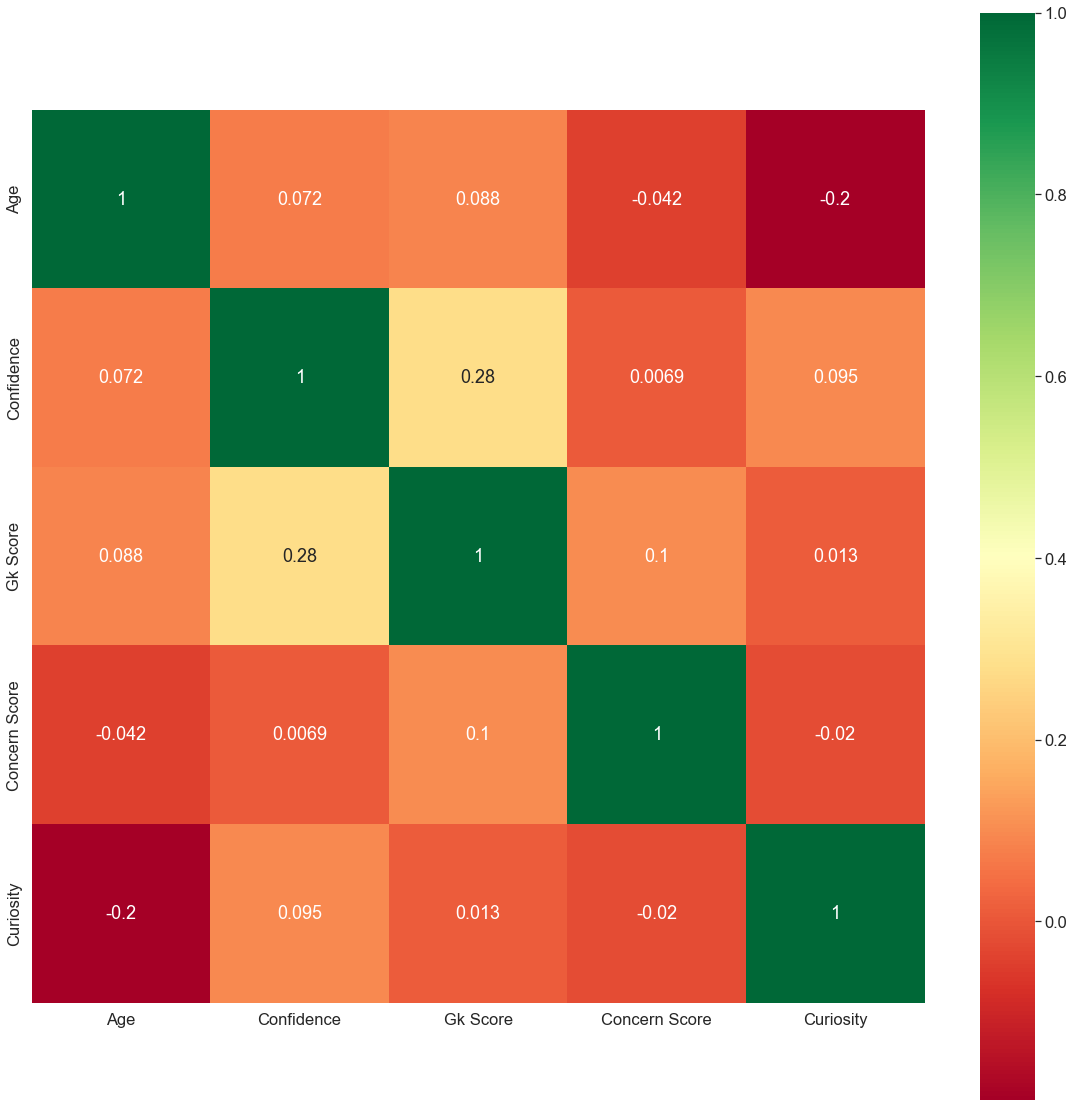 1.0
Age 1 0.072 0.088 -0.042 -0.2
0.8
Confidence 0.072 1 0.28 0.0069 0.095
0.6
Gk Score 0.088 0.28 1 0.1 0.013
0.4
Concern Score -0.042 0.0069 0.1 1 -0.02
0.2
Curiosity -0.2 0.095 0.013 -0.02 1
0.0
Age Confidence Gk Score Concern Score Curiosity